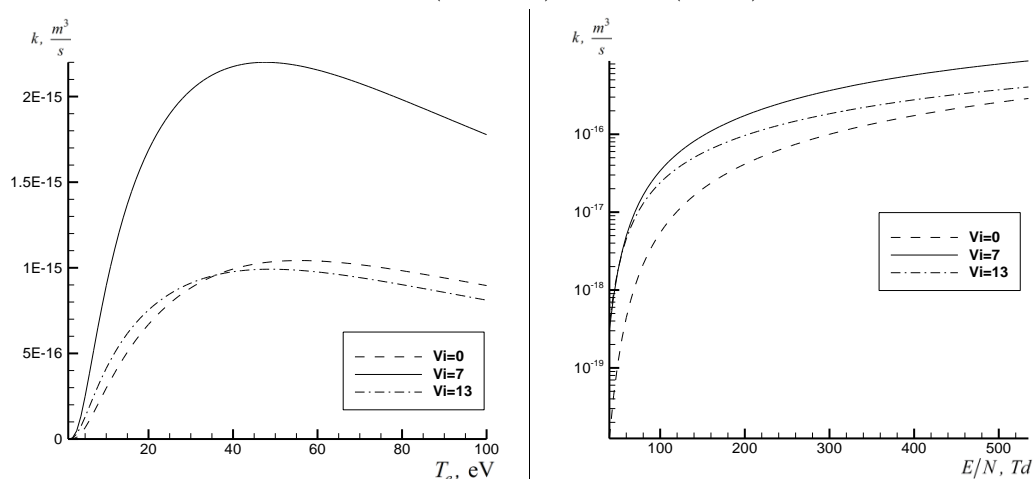 k, m³/s
2E-15
1.5E-15
1E-15
5E-16
0
20
40
60
80
100
Tₑ, eV
Vi=0
Vi=7
Vi=13
k, m³/s
10⁻¹⁶
10⁻¹⁷
10⁻¹⁸
10⁻¹⁹
100
200
300
400
500
E/N, Td
Vi=0
Vi=7
Vi=13